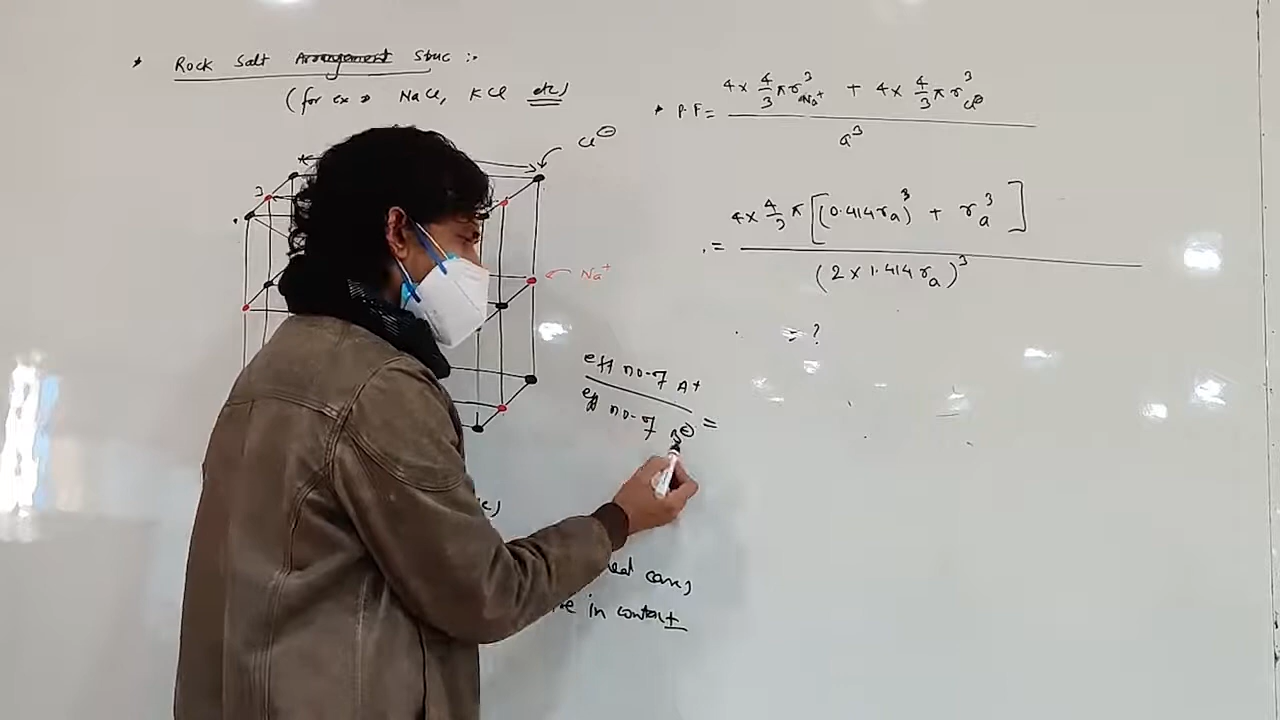 * Rock Salt Arrangement Struc :-
(for ex → NaCl, KCl etc)
Cl⊖
3
Na⁺
* P.F = (4 × 4/3 π r³Na⁺ + 4 × 4/3 π r³Cl⊖) / a³
= 4 × 4/3 π [(0.414 ra)³ + ra³] / (2 × 1.414 ra)³
= ?
eff no. of A+
eff no. of B⊖ =
case,
in contact